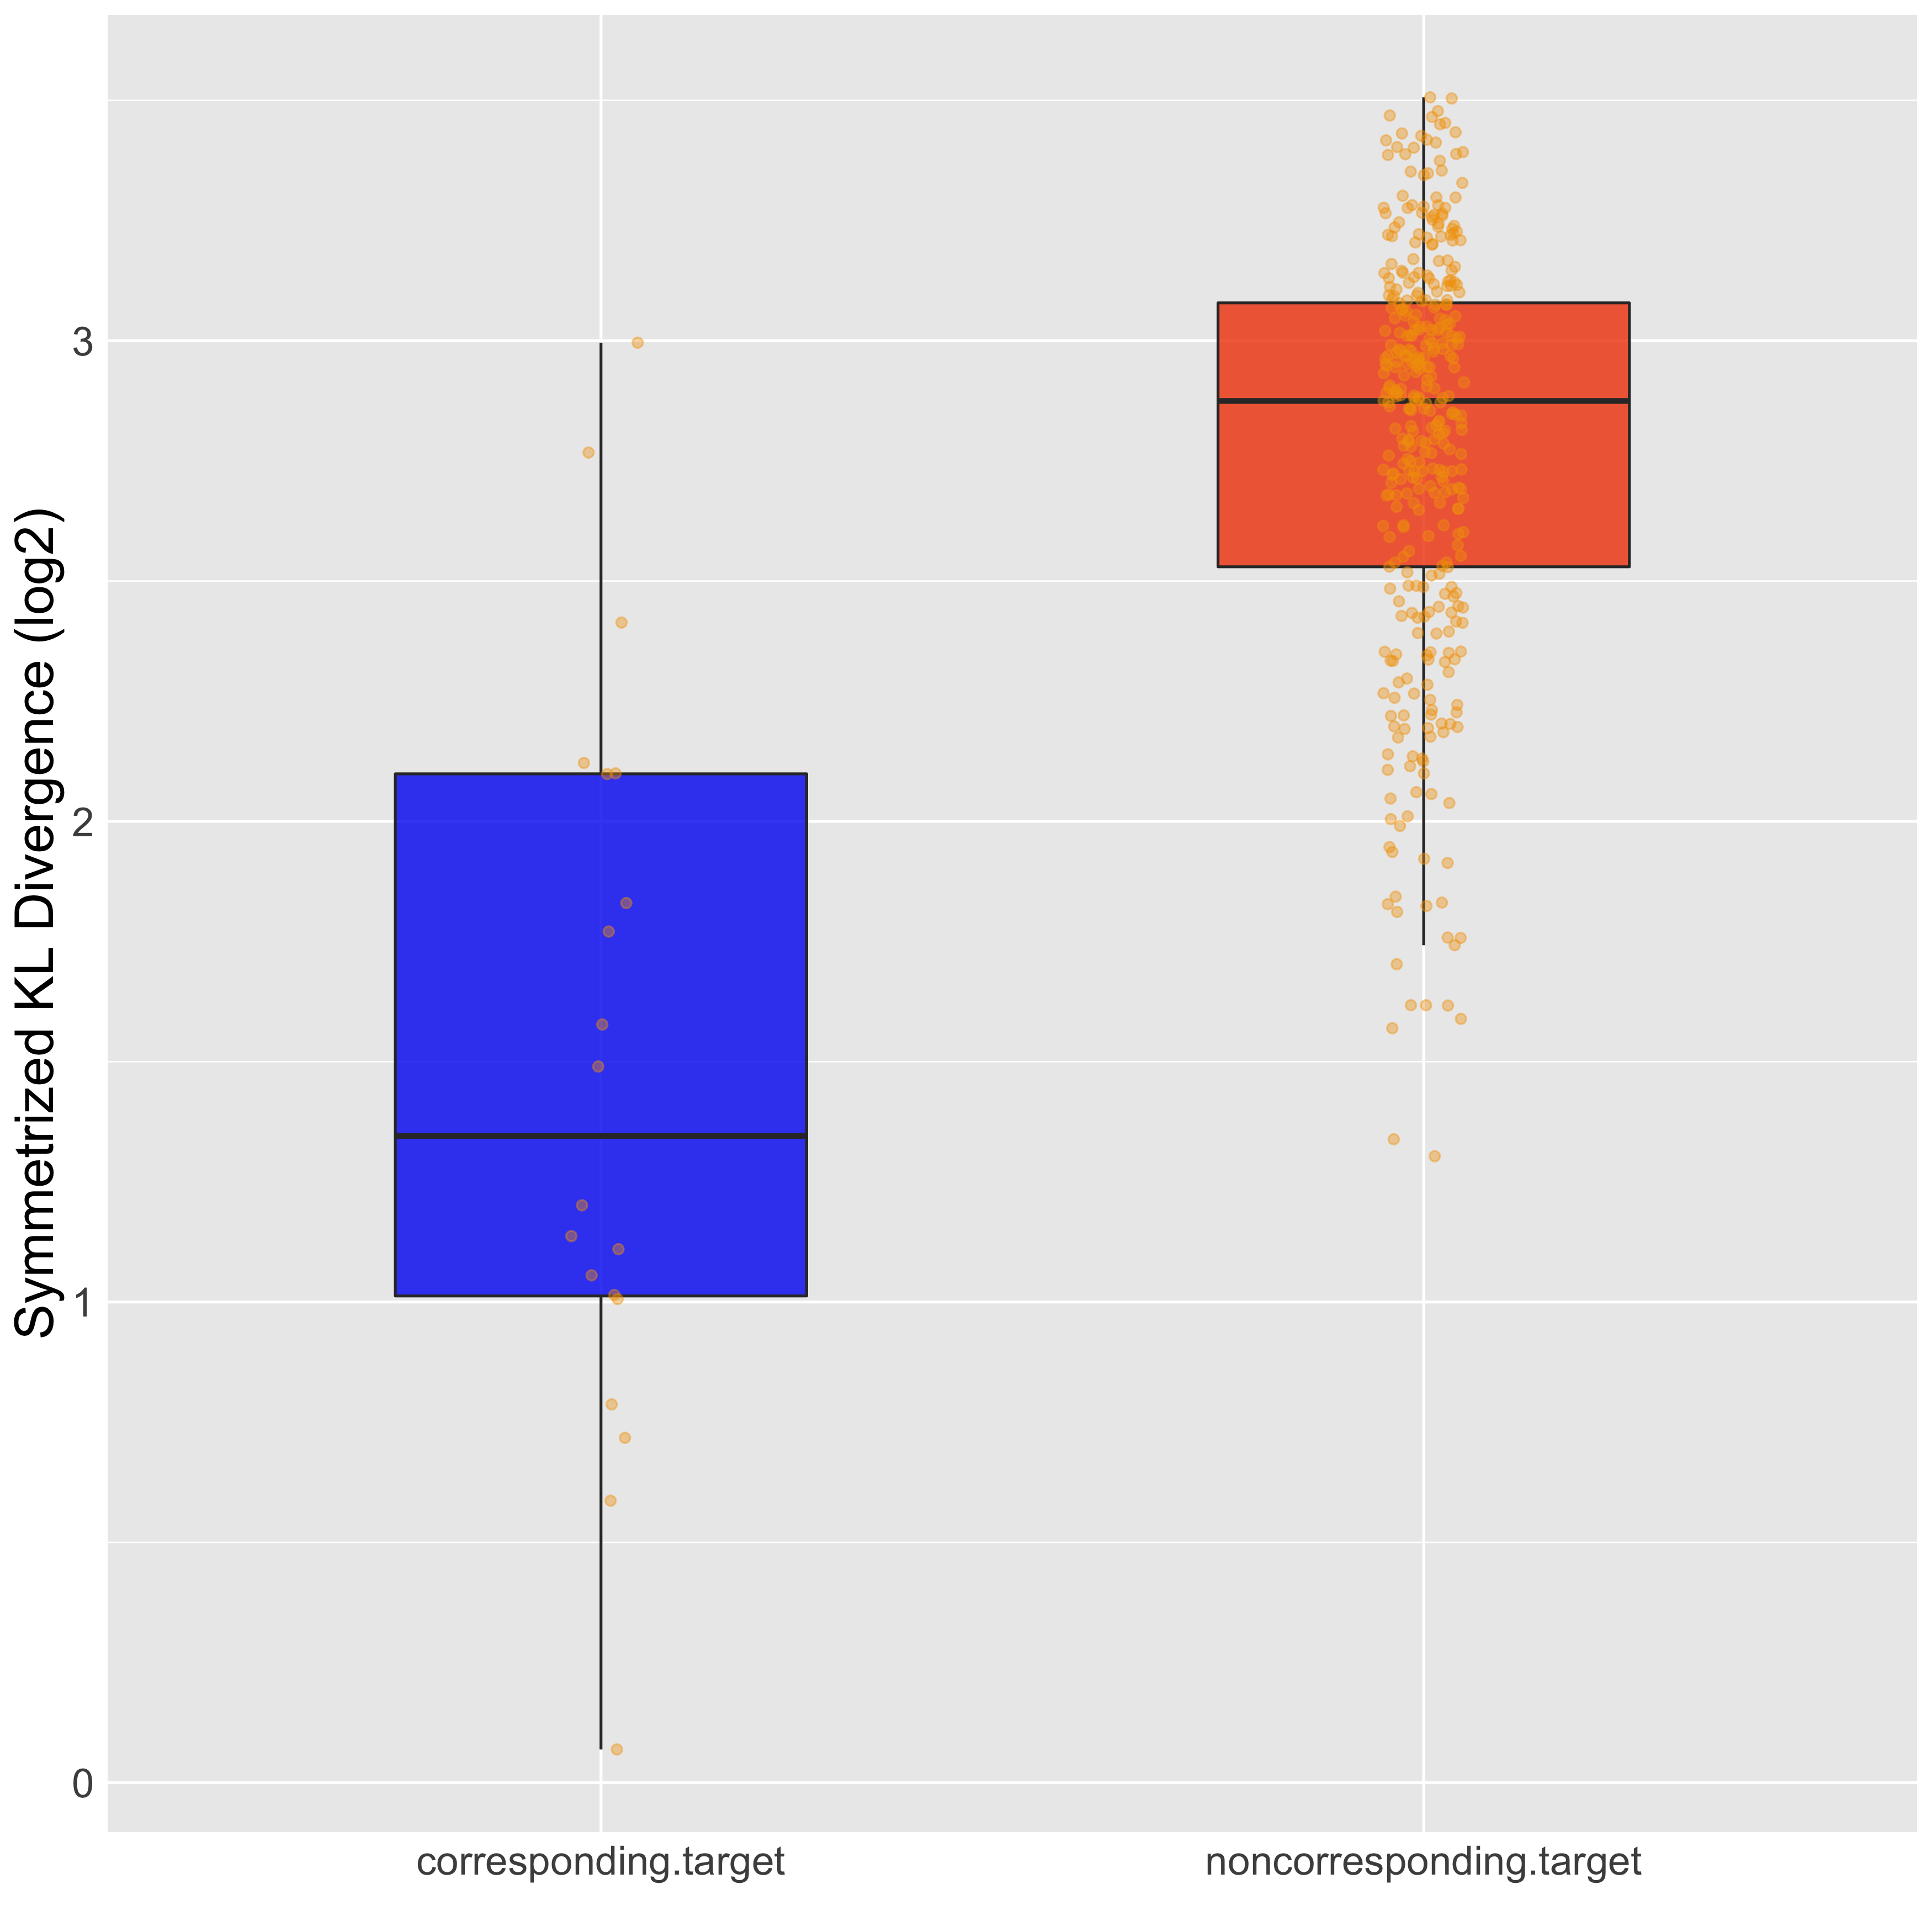 Symmetrized KL Divergence (log2)
3
2
1
0
corresponding.target
noncorresponding.target